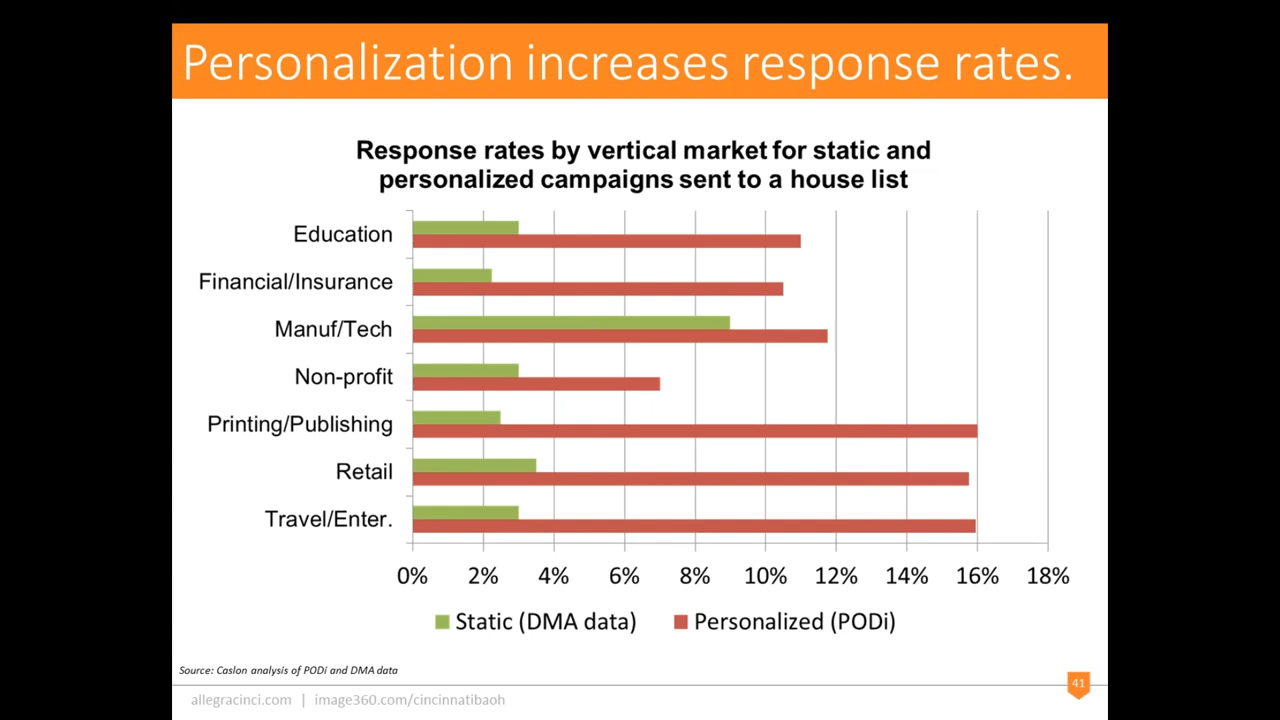 Personalization increases response rates.
Response rates by vertical market for static and
personalized campaigns sent to a house list
Education
Financial/Insurance
Manuf/Tech
Non-profit
Printing/Publishing
Retail
Travel/Enter.
0% 2% 4% 6% 8% 10% 12% 14% 16% 18%
Static (DMA data) Personalized (PODi)
Source: Caslon analysis of PODi and DMA data
allegracinci.com | image360.com/cincinnatibaoh
41